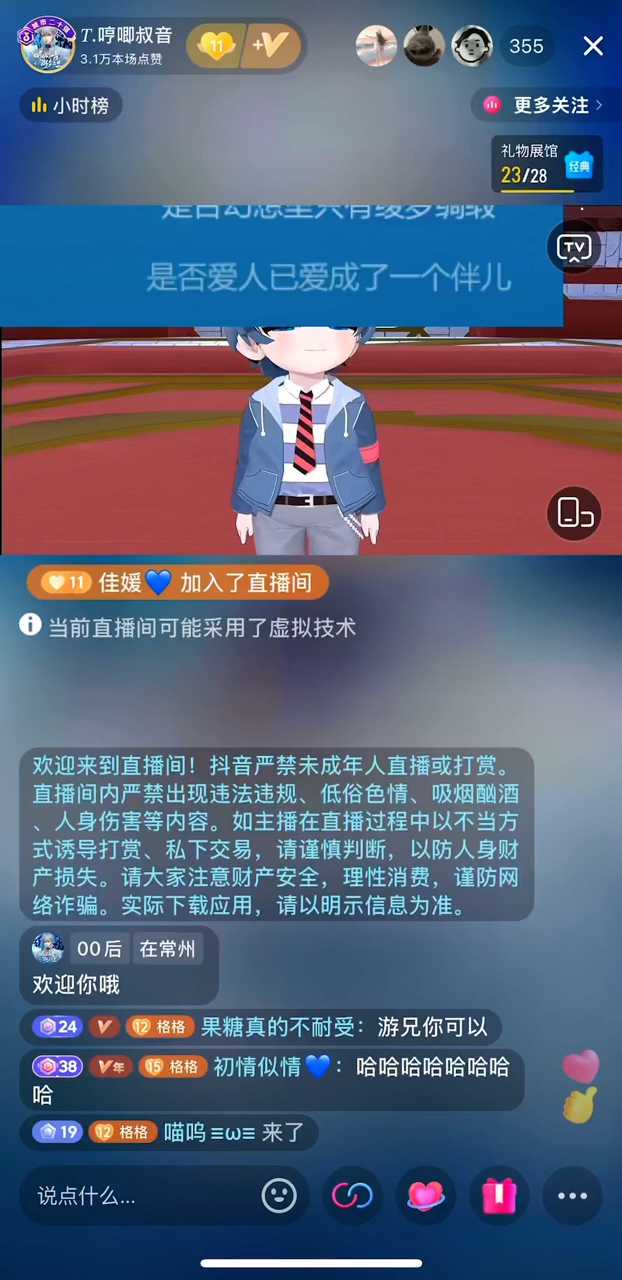 T.哼唧叔音
3.1万本场点赞
11
+V
355
小时榜
更多关注
礼物展馆
23/28
经典
TV
是否爱人已爱成了一个伴儿
11 佳媛💙 加入了直播间
当前直播间可能采用了虚拟技术
欢迎来到直播间！抖音严禁未成年人直播或打赏。
直播间内严禁出现违法违规、低俗色情、吸烟酗酒
、人身伤害等内容。如主播在直播过程中以不当方
式诱导打赏、私下交易，请谨慎判断，以防人身财
产损失。请大家注意财产安全，理性消费，谨防网
络诈骗。实际下载应用，请以明示信息为准。
00后 在常州
欢迎你哦
24 V 12 格格 果糖真的不耐受：游兄你可以
38 V年 15 格格 初情似情💙：哈哈哈哈哈哈哈
哈
19 12 格格 喵呜≡ω≡ 来了
说点什么...